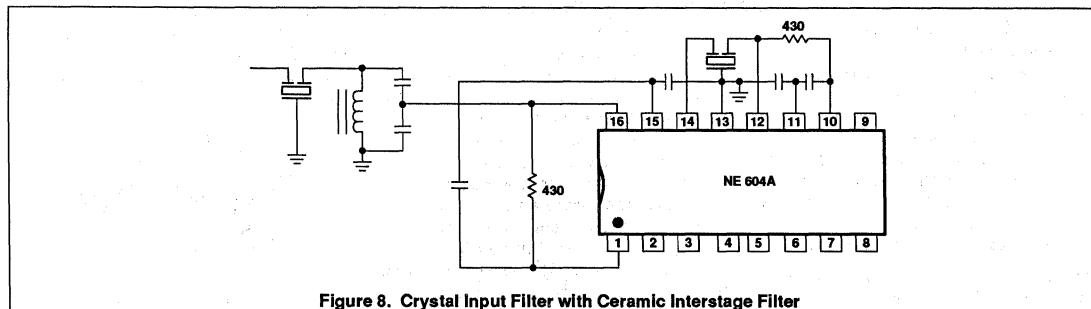 430
16 15 14 13 12 11 10 9
430
NE 604A
1 2 3 4 5 6 7 8
Figure 8. Crystal Input Filter with Ceramic Interstage Filter